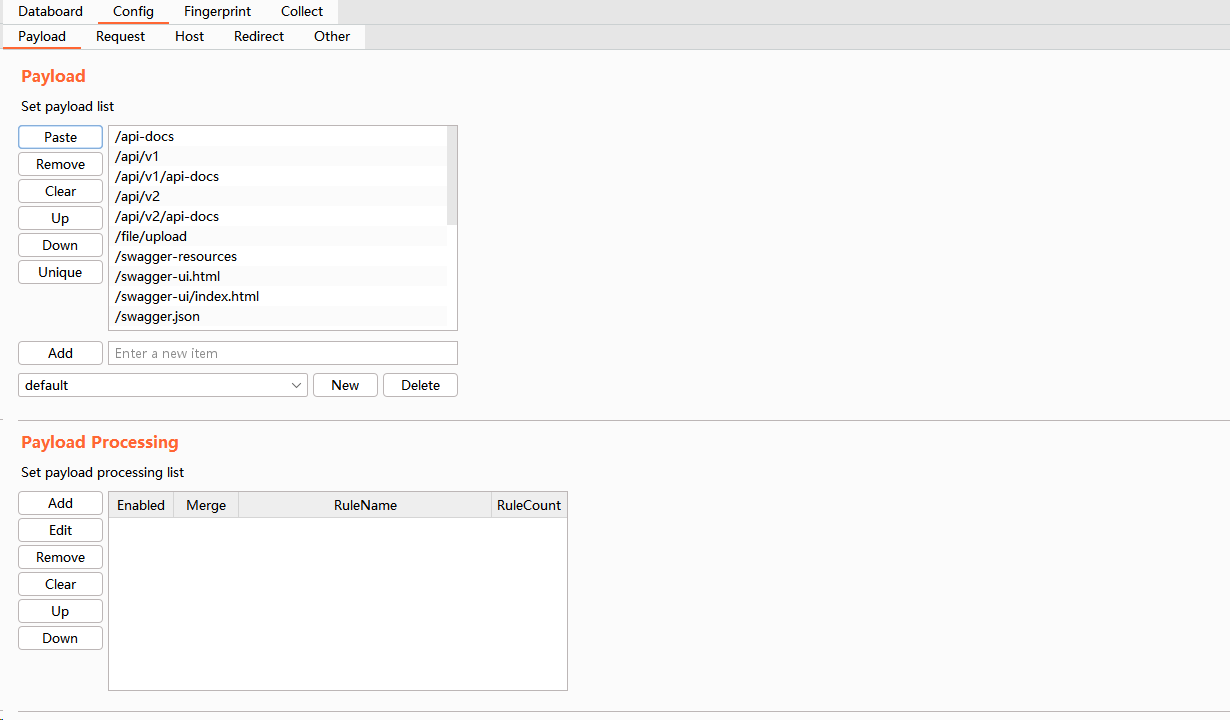 Databoard Config Fingerprint Collect
Payload Request Host Redirect Other
Payload
Set payload list
Paste /api-docs
Remove /api/v1
Clear /api/v1/api-docs
Up /api/v2
Down /api/v2/api-docs
Unique /file/upload
/swagger-resources
/swagger-ui.html
/swagger-ui/index.html
/swagger.json
Add Enter a new item
default New Delete
Payload Processing
Set payload processing list
Add Enabled Merge RuleName RuleCount
Edit
Remove
Clear
Up
Down